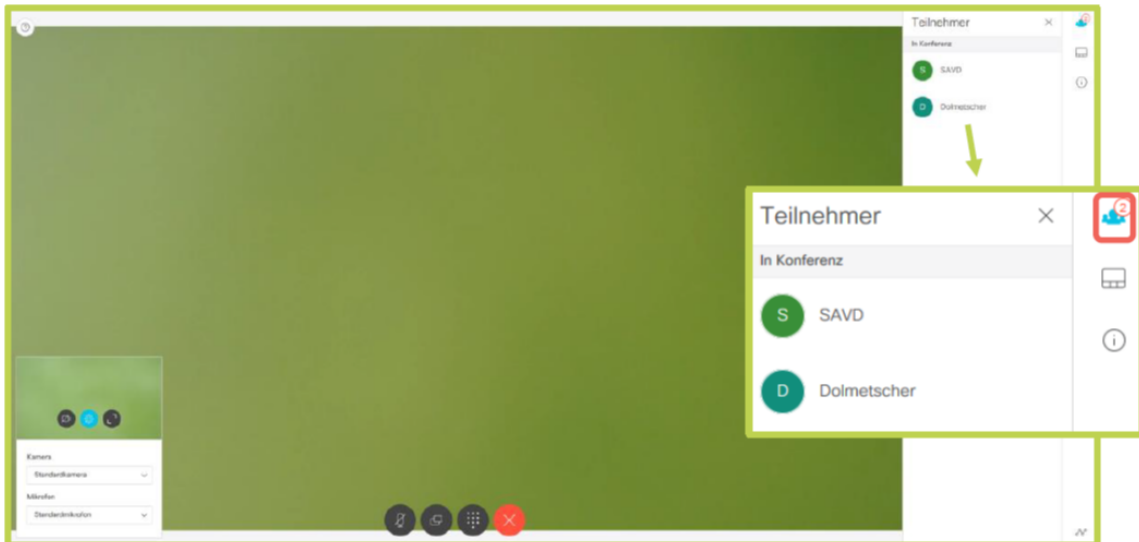 Teilnehmer
In Konferenz
S SAVD
D Dolmetscher
Teilnehmer
2
In Konferenz
S SAVD
D Dolmetscher
Kamera
Standardkamera
Mikrofon
Standardmikrofon